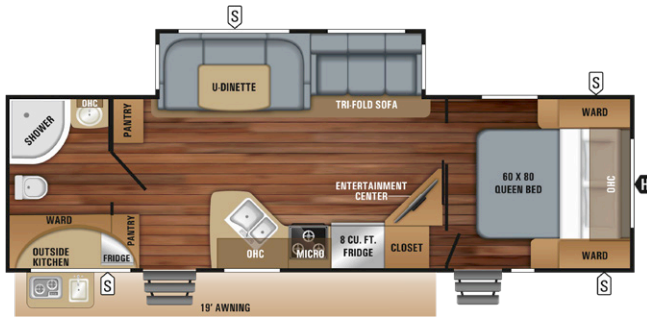 S
U-DINETTE
TRI-FOLD SOFA
S
SHOWER
OHC
PANTRY
WARD
60 X 80
QUEEN BED
OHC
H
ENTERTAINMENT
CENTER
WARD
PANTRY
OUTSIDE
KITCHEN
FRIDGE
OHC
MICRO
8 CU. FT.
FRIDGE
CLOSET
WARD
S
S
19' AWNING